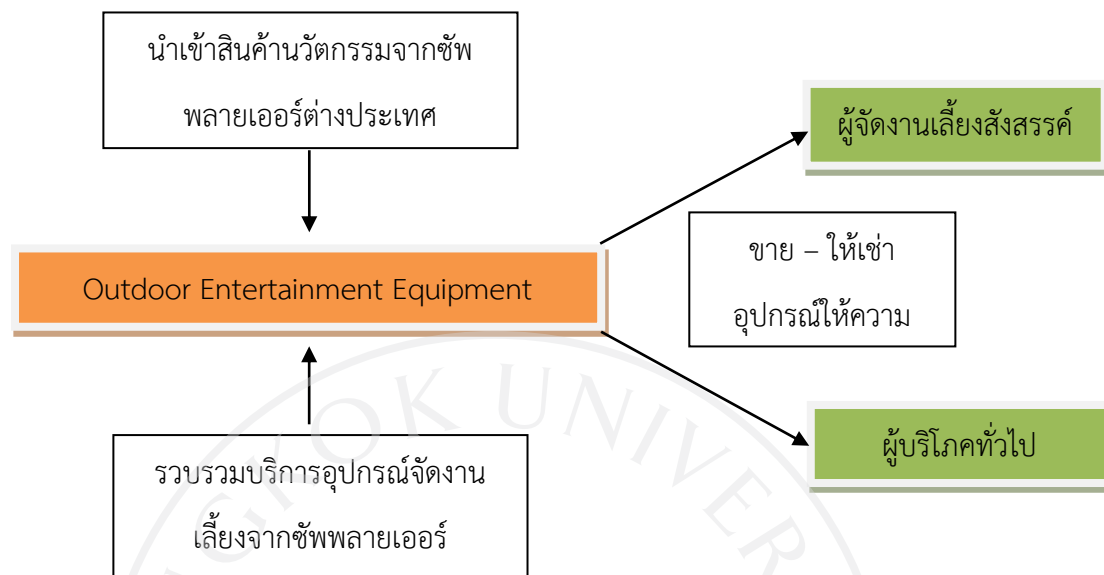 นำเข้าสินค้านวัตกรรมจากซัพ
พลายเออร์ต่างประเทศ
ผู้จัดงานเลี้ยงสังสรรค์
ขาย – ให้เช่า
อุปกรณ์ให้ความ
Outdoor Entertainment Equipment
ผู้บริโภคทั่วไป
รวบรวมบริการอุปกรณ์จัดงาน
เลี้ยงจากซัพพลายเออร์
GKOK UNIVER